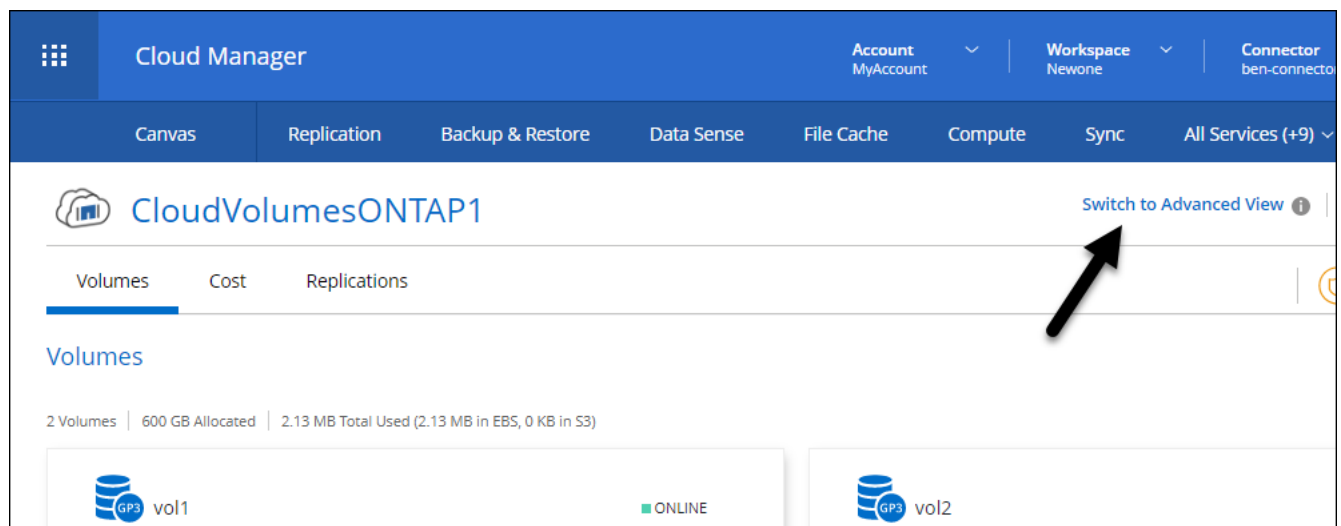 Cloud Manager
Account
MyAccount
Workspace
Newone
Connector
ben-connector
Canvas
Replication
Backup & Restore
Data Sense
File Cache
Compute
Sync
All Services (+9)
CloudVolumesONTAP1
Switch to Advanced View
Volumes
Cost
Replications
Volumes
2 Volumes | 600 GB Allocated | 2.13 MB Total Used (2.13 MB in EBS, 0 KB in S3)
GP3
vol1
ONLINE
GP3
vol2